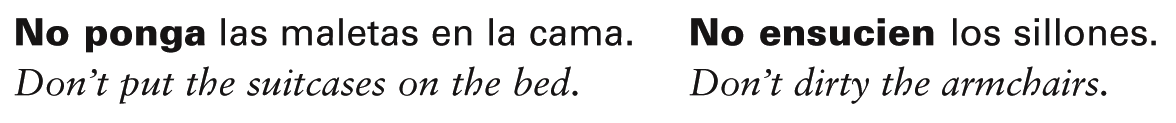 No ponga las maletas en la cama.
Don't put the suitcases on the bed.
No ensucien los sillones.
Don't dirty the armchairs.